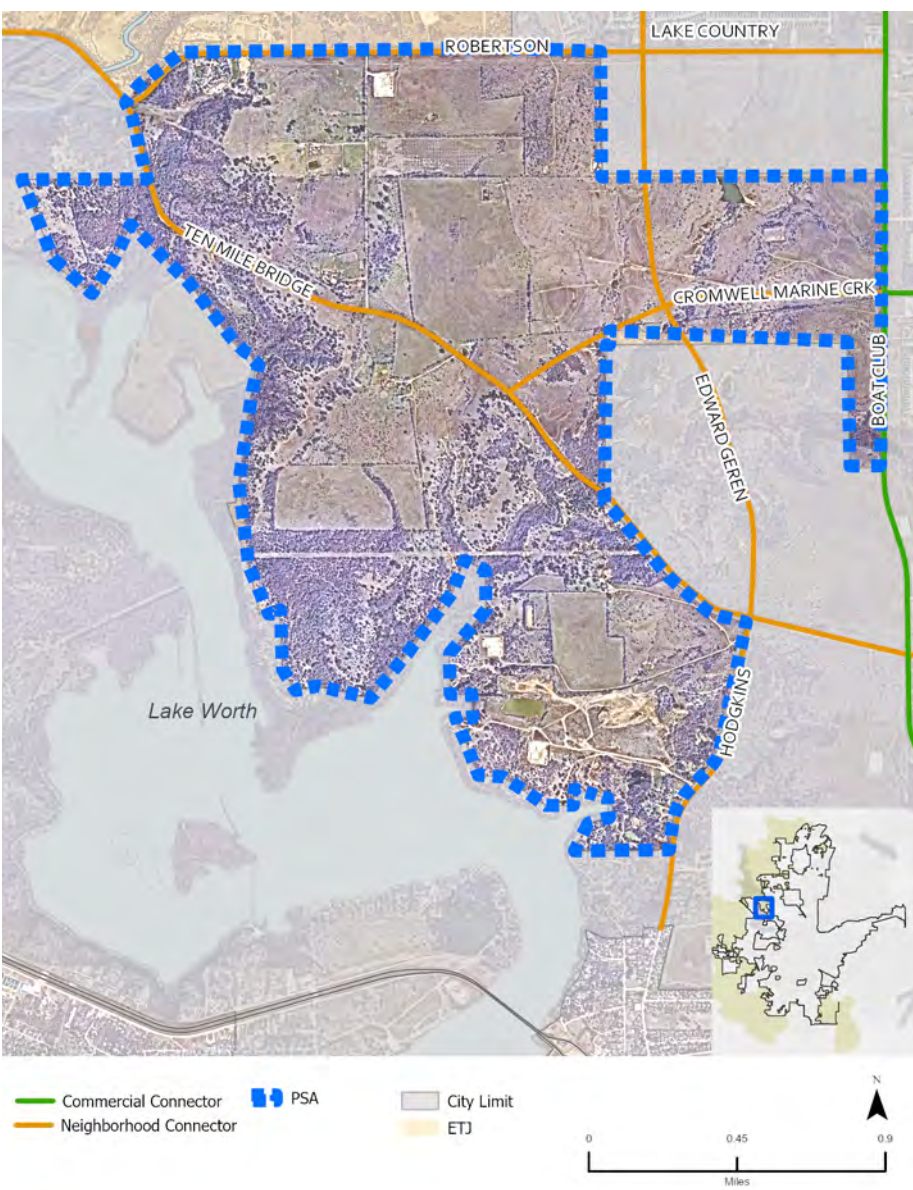 ROBERTSON
LAKE COUNTRY
TEN MILE BRIDGE
CROMWELL MARINE CRK
BOAT CLUB
EDWARD GEREN
HODGKINS
Lake Worth
Commercial Connector
Neighborhood Connector
PSA
City Limit
ETJ
N
0 0.45 0.9
Miles